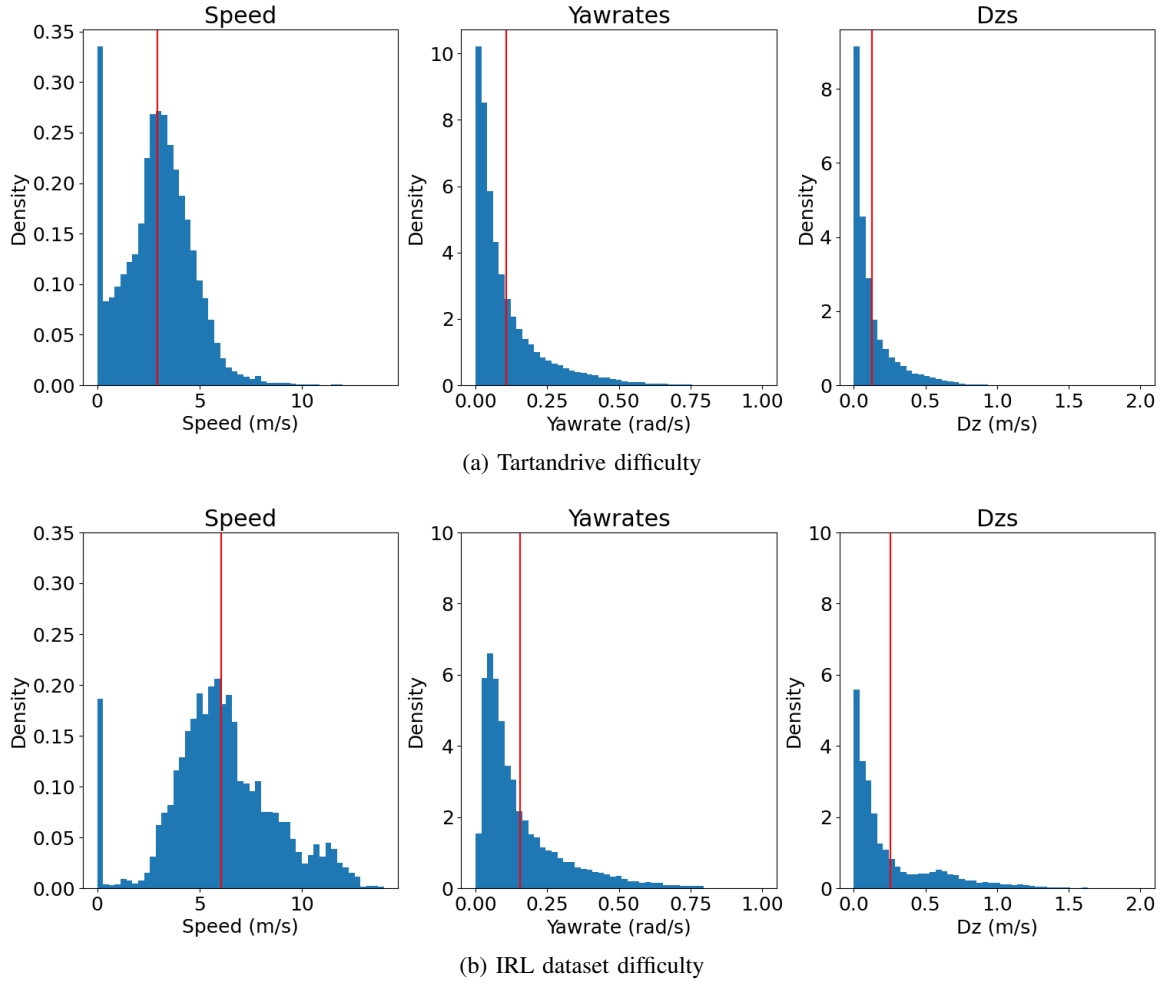 Speed
0.35
0.30
0.25
0.20
0.15
0.10
0.05
0.00
Density
0 5 10
Speed (m/s)
Yawrates
10
8
6
4
2
0
Density
0.00 0.25 0.50 0.75 1.00
Yawrate (rad/s)
Dzs
8
6
4
2
0
Density
0.0 0.5 1.0 1.5 2.0
Dz (m/s)
(a) Tartandrive difficulty
Speed
0.35
0.30
0.25
0.20
0.15
0.10
0.05
0.00
Density
0 5 10
Speed (m/s)
Yawrates
10
8
6
4
2
0
Density
0.00 0.25 0.50 0.75 1.00
Yawrate (rad/s)
Dzs
10
8
6
4
2
0
Density
0.0 0.5 1.0 1.5 2.0
Dz (m/s)
(b) IRL dataset difficulty